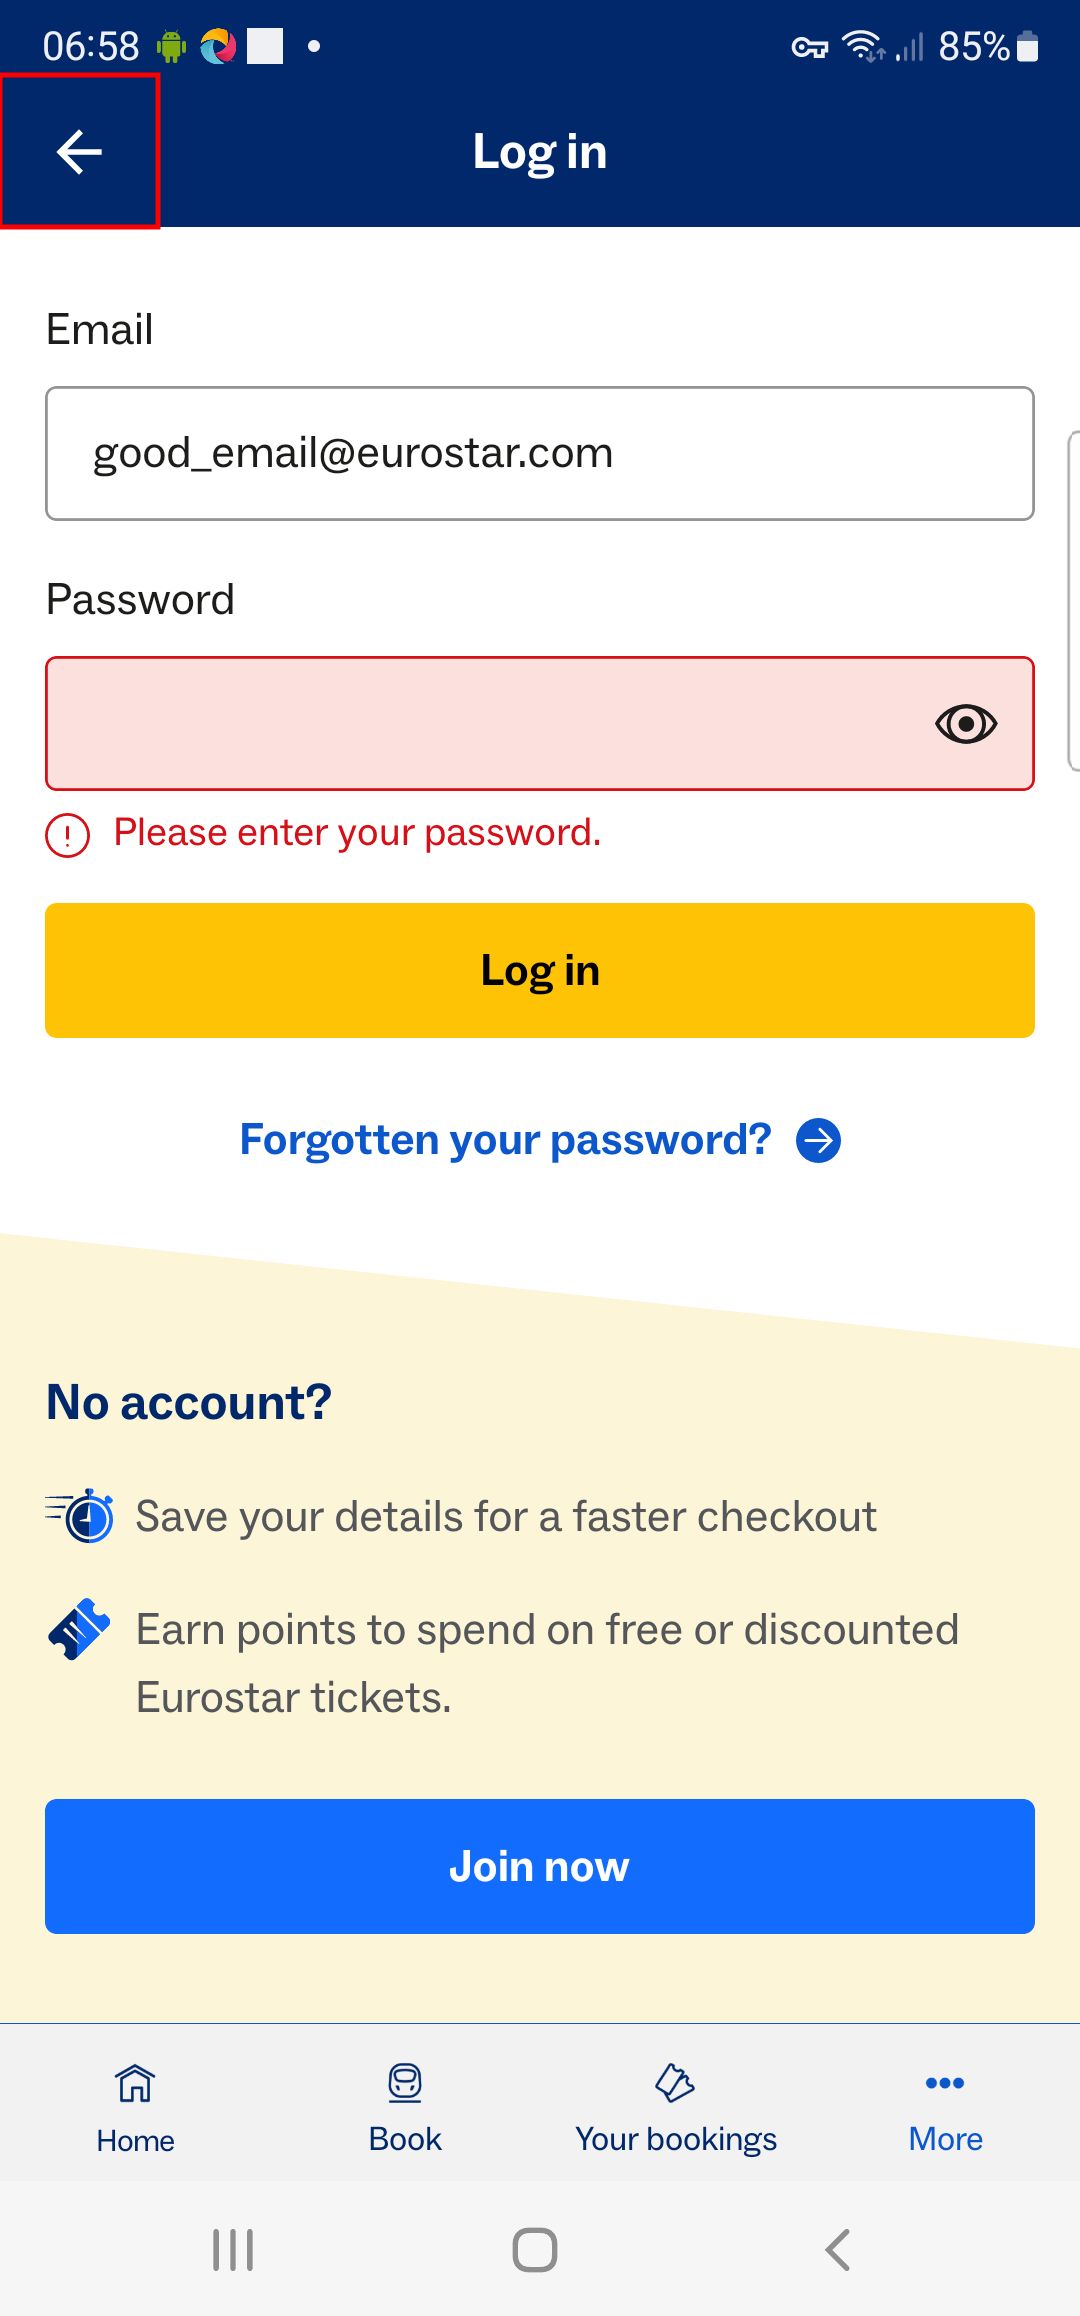 06:58
85%
Log in
Email
good_email@eurostar.com
Password
Please enter your password.
Log in
Forgotten your password?
No account?
Save your details for a faster checkout
Earn points to spend on free or discounted
Eurostar tickets.
Join now
Home
Book
Your bookings
More